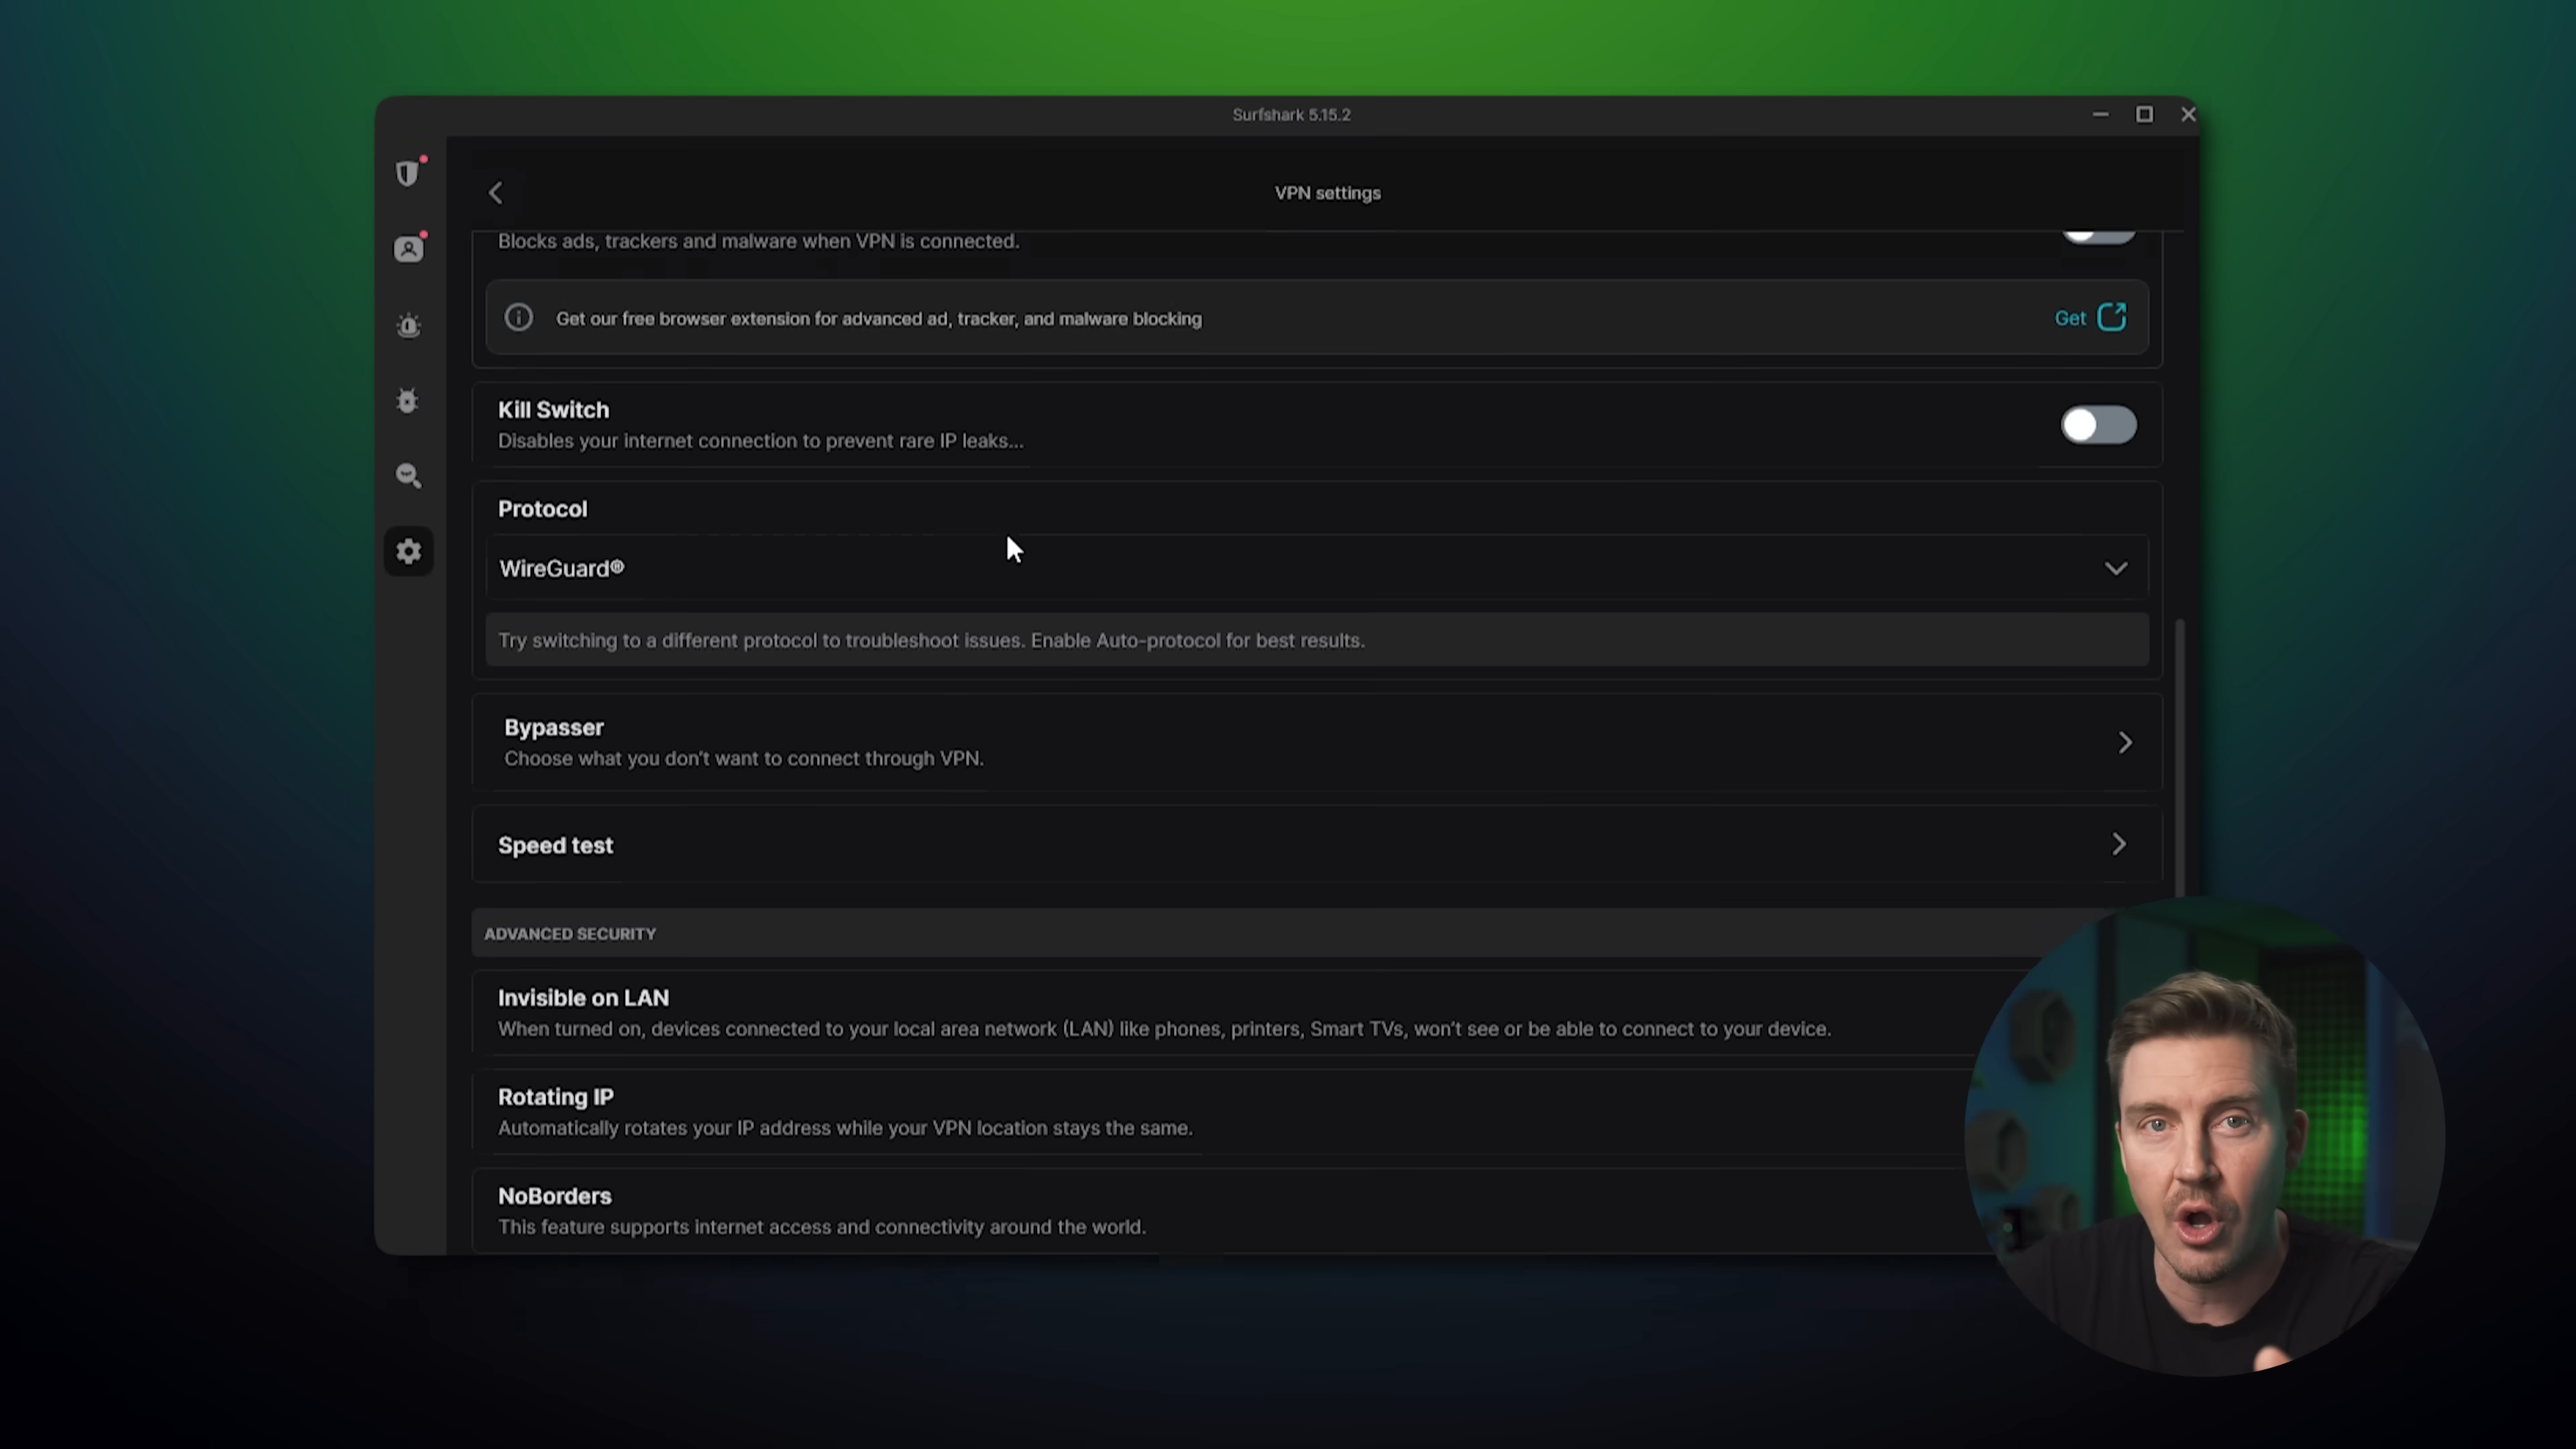 Surfshark 5.15.2
VPN settings
Blocks ads, trackers and malware when VPN is connected.
Get our free browser extension for advanced ad, tracker, and malware blocking
Get
Kill Switch
Disables your internet connection to prevent rare IP leaks...
Protocol
WireGuard®
Try switching to a different protocol to troubleshoot issues. Enable Auto-protocol for best results.
Bypasser
Choose what you don't want to connect through VPN.
Speed test
ADVANCED SECURITY
Invisible on LAN
When turned on, devices connected to your local area network (LAN) like phones, printers, Smart TVs, won't see or be able to connect to your device.
Rotating IP
Automatically rotates your IP address while your VPN location stays the same.
NoBorders
This feature supports internet access and connectivity around the world.